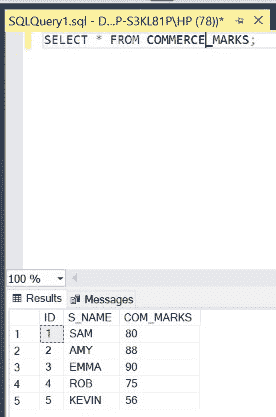 SQLQuery1.sql - D...P-S3KL81P\HP (78))*
SELECT * FROM COMMERCE_MARKS;
100 %
Results Messages
ID S_NAME COM_MARKS
1 1 SAM 80
2 2 AMY 88
3 3 EMMA 90
4 4 ROB 75
5 5 KEVIN 56